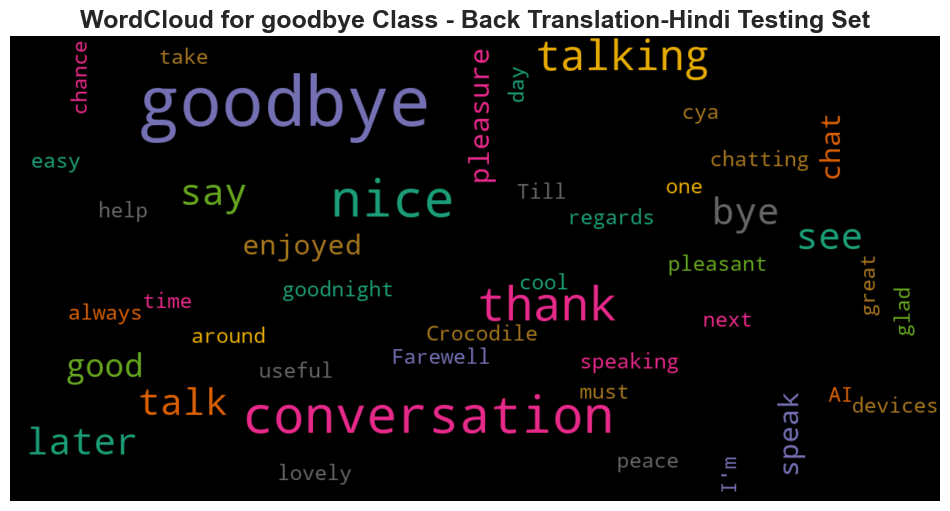 WordCloud for goodbye Class - Back Translation-Hindi Testing Set
chance
take
goodbye
pleasure
talking
day
cya
chat
easy
chatting
say
nice
Till
one
help
regards
bye
see
enjoyed
pleasant
great
goodnight
cool
glad
always
time
thank
next
around
Crocodile
good
useful
Farewell
speaking
talk
conversation
must
speak
AI
devices
later
lovely
peace
I'm